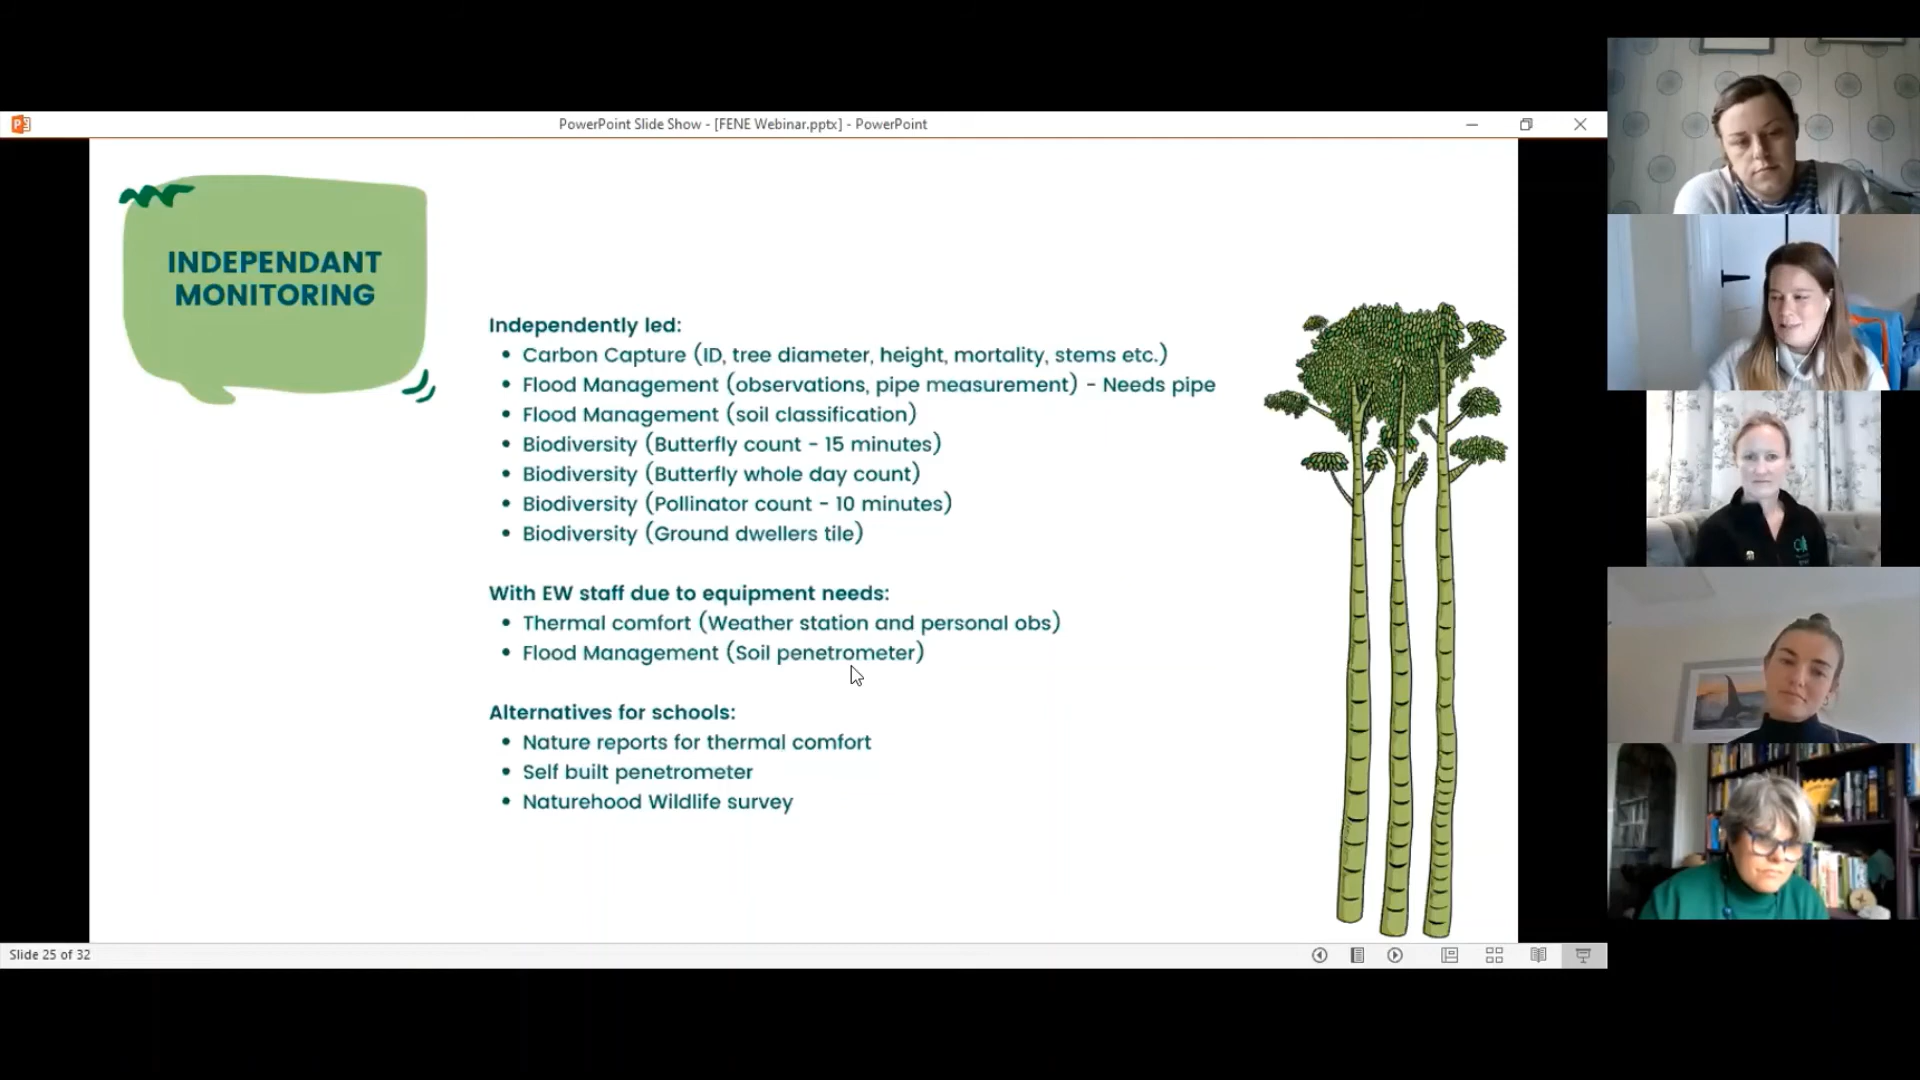 PowerPoint Slide Show - [FENE Webinar.pptx] - PowerPoint
INDEPENDANT
MONITORING
Independently led:
• Carbon Capture (ID, tree diameter, height, mortality, stems etc.)
• Flood Management (observations, pipe measurement) - Needs pipe
• Flood Management (soil classification)
• Biodiversity (Butterfly count - 15 minutes)
• Biodiversity (Butterfly whole day count)
• Biodiversity (Pollinator count - 10 minutes)
• Biodiversity (Ground dwellers tile)
With EW staff due to equipment needs:
• Thermal comfort (Weather station and personal obs)
• Flood Management (Soil penetrometer)
Alternatives for schools:
• Nature reports for thermal comfort
• Self built penetrometer
• Naturehood Wildlife survey
Slide 25 of 32